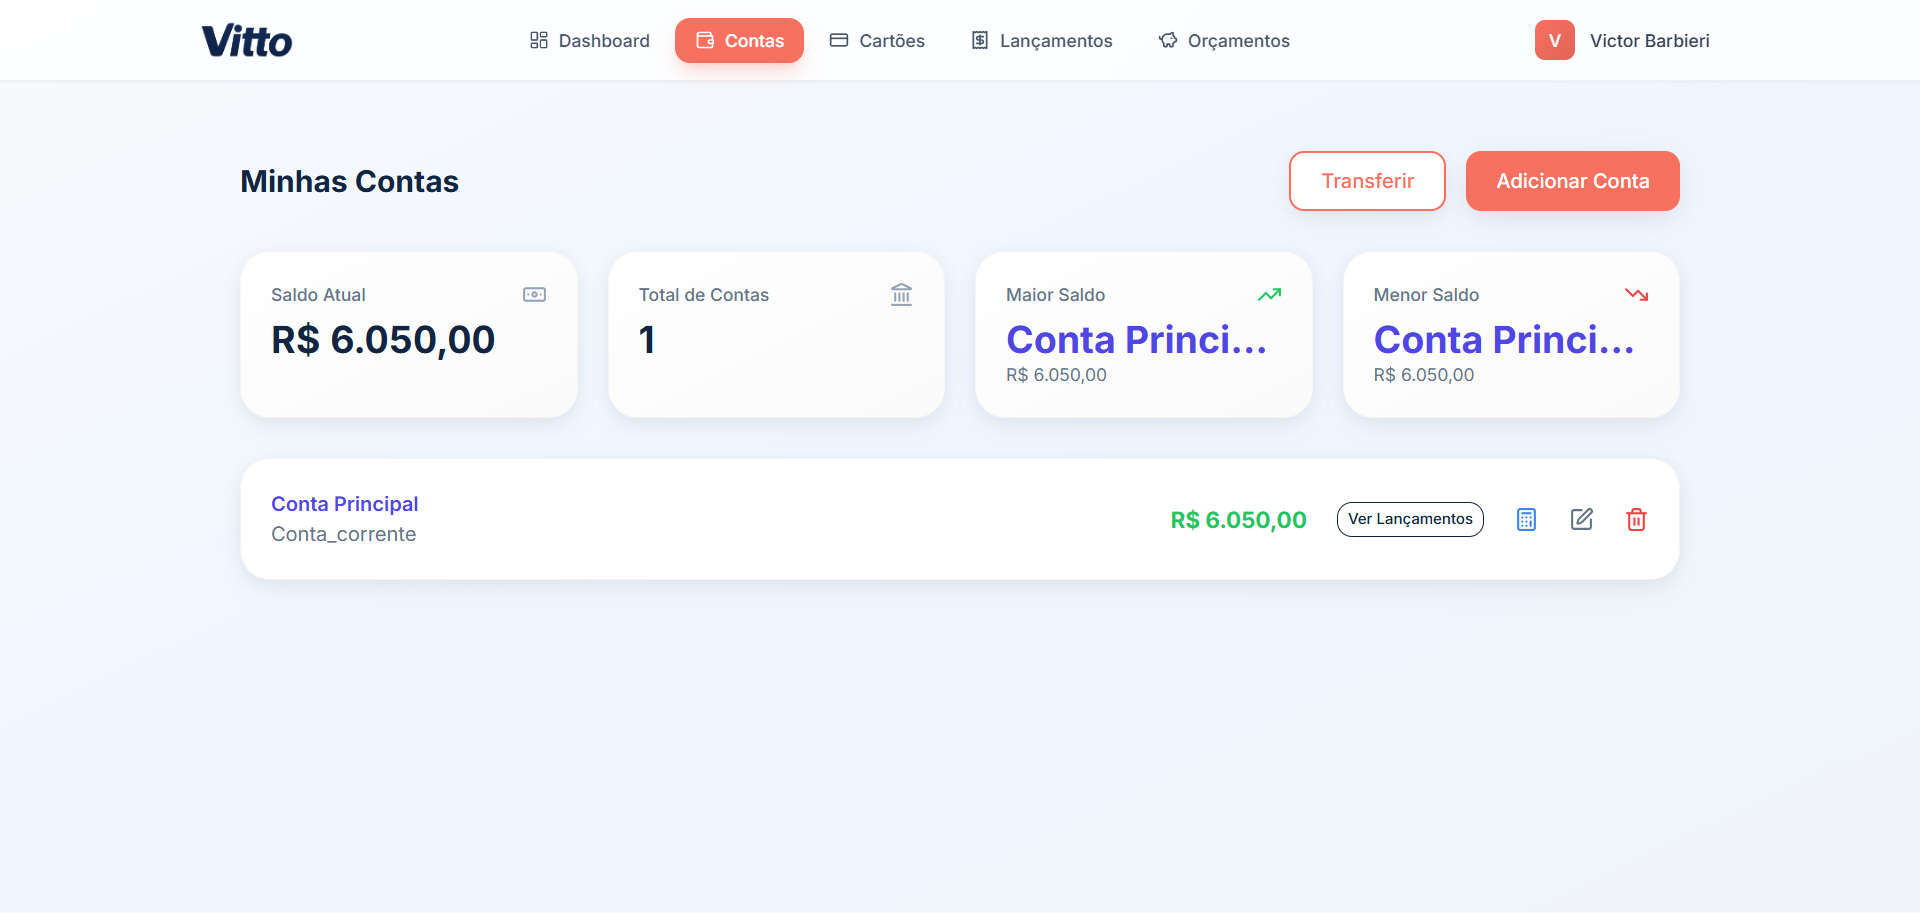 Vitto
Dashboard
Contas
Cartões
Lançamentos
Orçamentos
V
Victor Barbieri
Minhas Contas
Transferir
Adicionar Conta
Saldo Atual
R$ 6.050,00
Total de Contas
1
Maior Saldo
Conta Princi...
R$ 6.050,00
Menor Saldo
Conta Princi...
R$ 6.050,00
Conta Principal
Conta_corrente
R$ 6.050,00
Ver Lançamentos